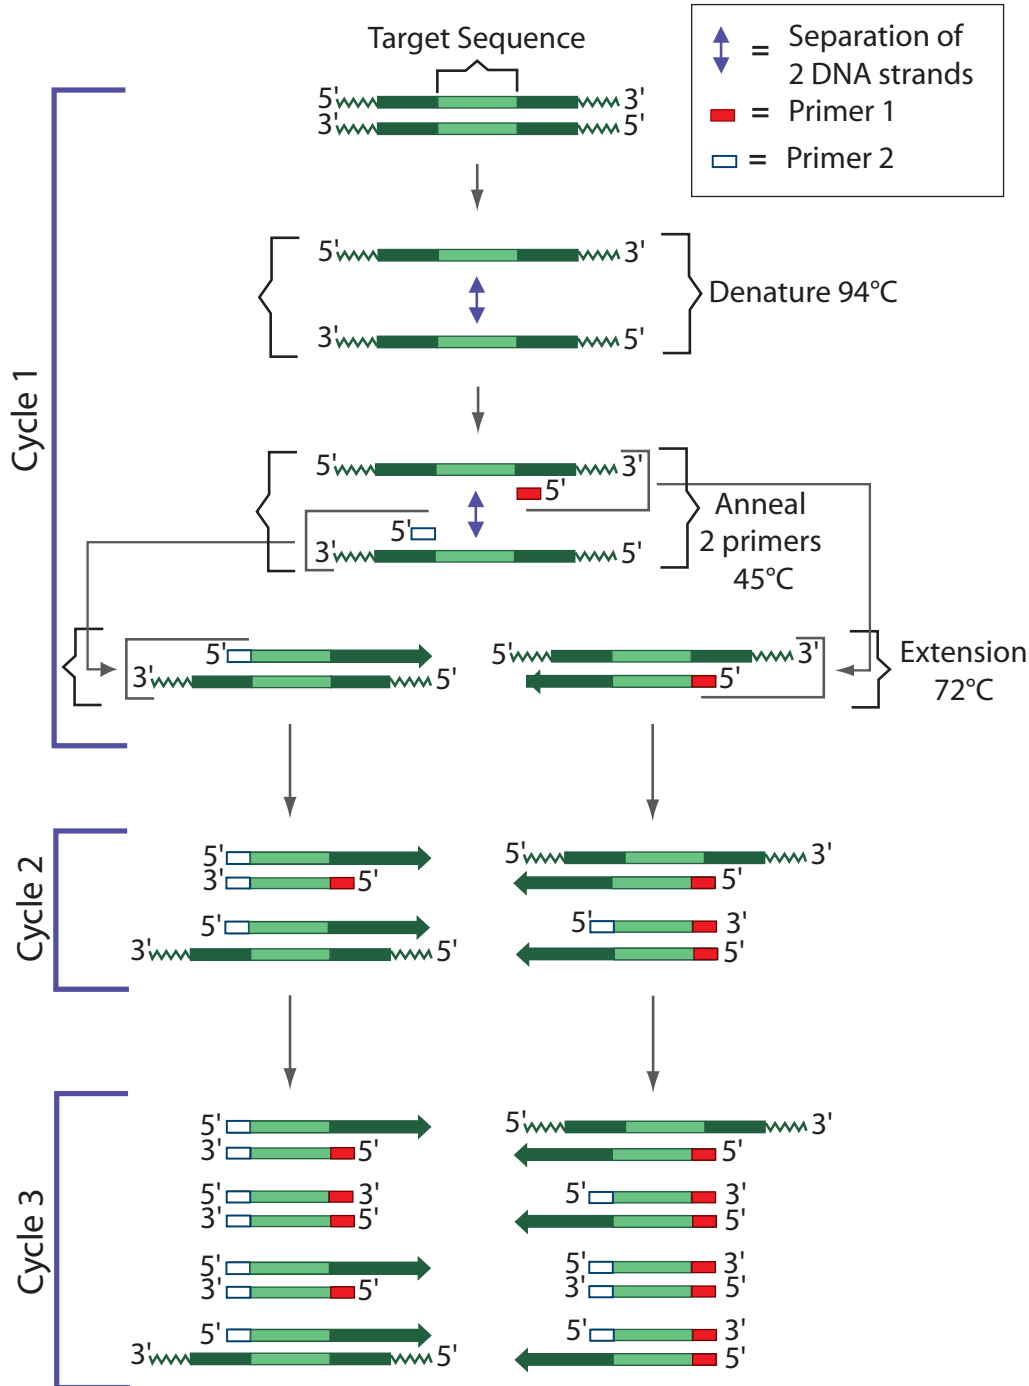 Target Sequence
= Separation of
2 DNA strands
= Primer 1
= Primer 2
5' 3'
3' 5'
Cycle 1
5' 3'
Denature 94°C
3' 5'
5' 3'
5'
Anneal
2 primers
45°C
5'
3' 5'
5' 5' 3'
3' 5' 5'
Extension
72°C
Cycle 2
5' 5' 3'
3' 5' 5'
5' 5' 3'
3' 5' 5'
Cycle 3
5' 5' 3'
3' 5' 5'
5' 3' 5' 3'
3' 5' 5'
5' 5' 3'
3' 5' 3' 5'
5' 5' 3'
3' 5' 5'